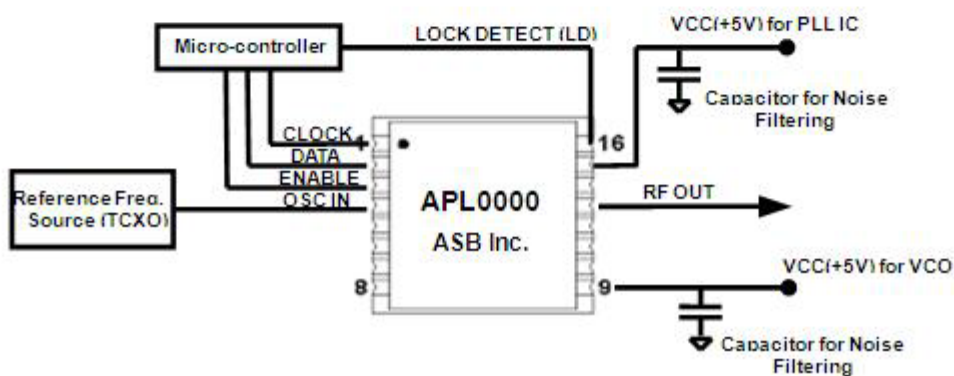 VCC(+5V) for PLL IC
Micro-controller
LOCK DETECT (LD)
Capacitor for Noise
Filtering
CLOCK
1
16
DATA
ENABLE
OSC IN
Reference Freq.
Source (TCXO)
APL0000
ASB Inc.
RF OUT
8
9
VCC(+5V) for VCO
Capacitor for Noise
Filtering